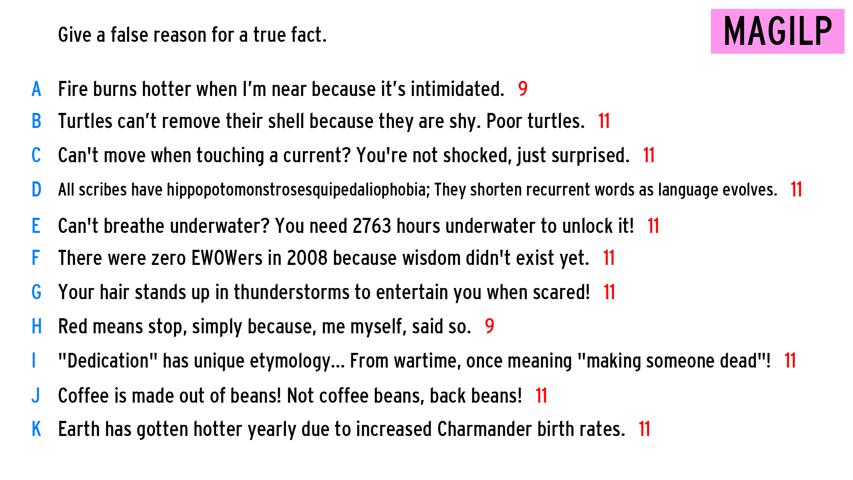 Give a false reason for a true fact.
MAGILP
A Fire burns hotter when I'm near because it's intimidated. 9
B Turtles can't remove their shell because they are shy. Poor turtles. 11
C Can't move when touching a current? You're not shocked, just surprised. 11
D All scribes have hippopotomonstrosesquipedaliophobia; They shorten recurrent words as language evolves. 11
E Can't breathe underwater? You need 2763 hours underwater to unlock it! 11
F There were zero EWOWers in 2008 because wisdom didn't exist yet. 11
G Your hair stands up in thunderstorms to entertain you when scared! 11
H Red means stop, simply because, me myself, said so. 9
I "Dedication" has unique etymology... From wartime, once meaning "making someone dead"! 11
J Coffee is made out of beans! Not coffee beans, back beans! 11
K Earth has gotten hotter yearly due to increased Charmander birth rates. 11